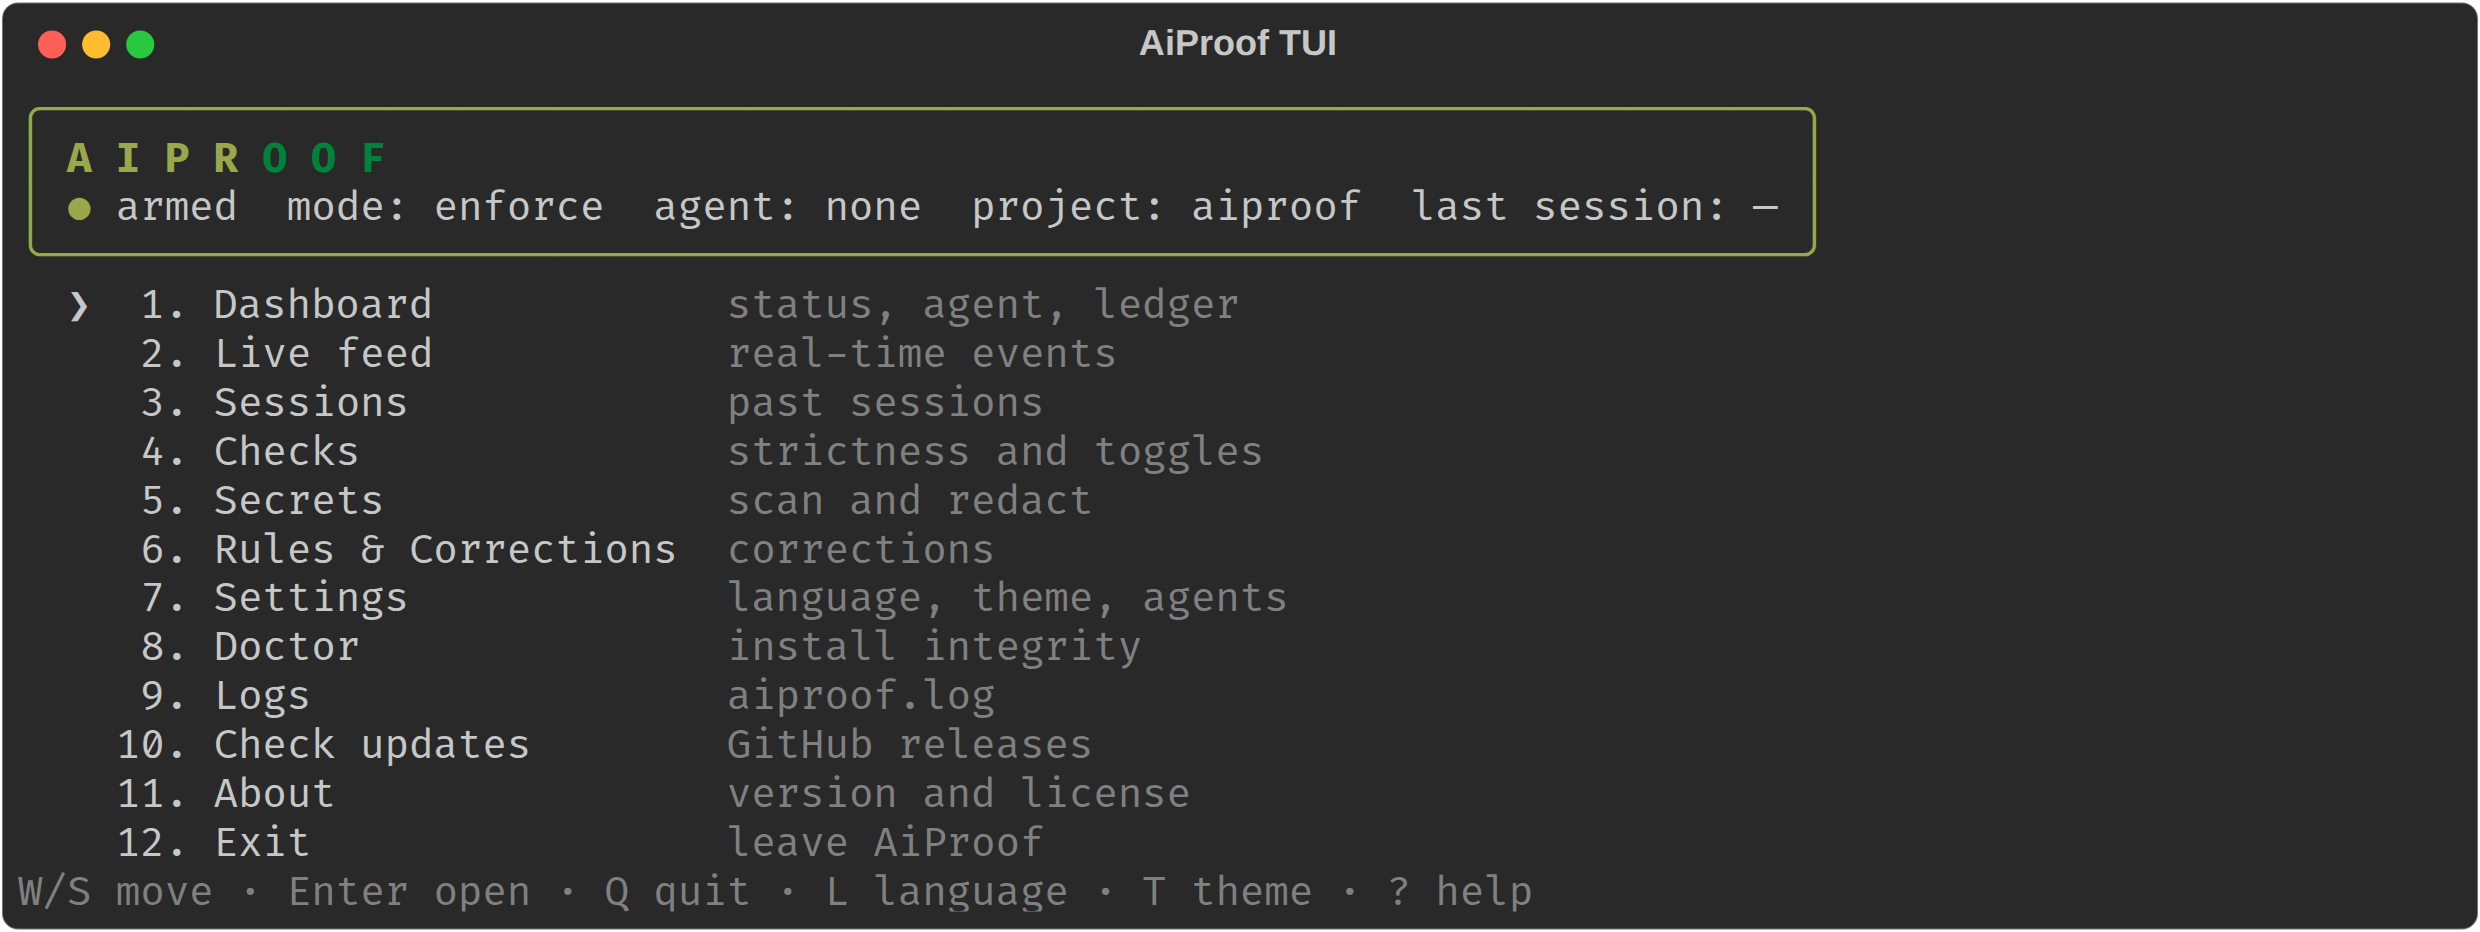 AiProof TUI
A I P R O O F
● armed  mode: enforce  agent: none  project: aiproof  last session: —
❯  1. Dashboard            status, agent, ledger
   2. Live feed            real-time events
   3. Sessions             past sessions
   4. Checks               strictness and toggles
   5. Secrets              scan and redact
   6. Rules & Corrections  corrections
   7. Settings             language, theme, agents
   8. Doctor               install integrity
   9. Logs                 aiproof.log
  10. Check updates        GitHub releases
  11. About                version and license
  12. Exit                 leave AiProof
W/S move · Enter open · Q quit · L language · T theme · ? help